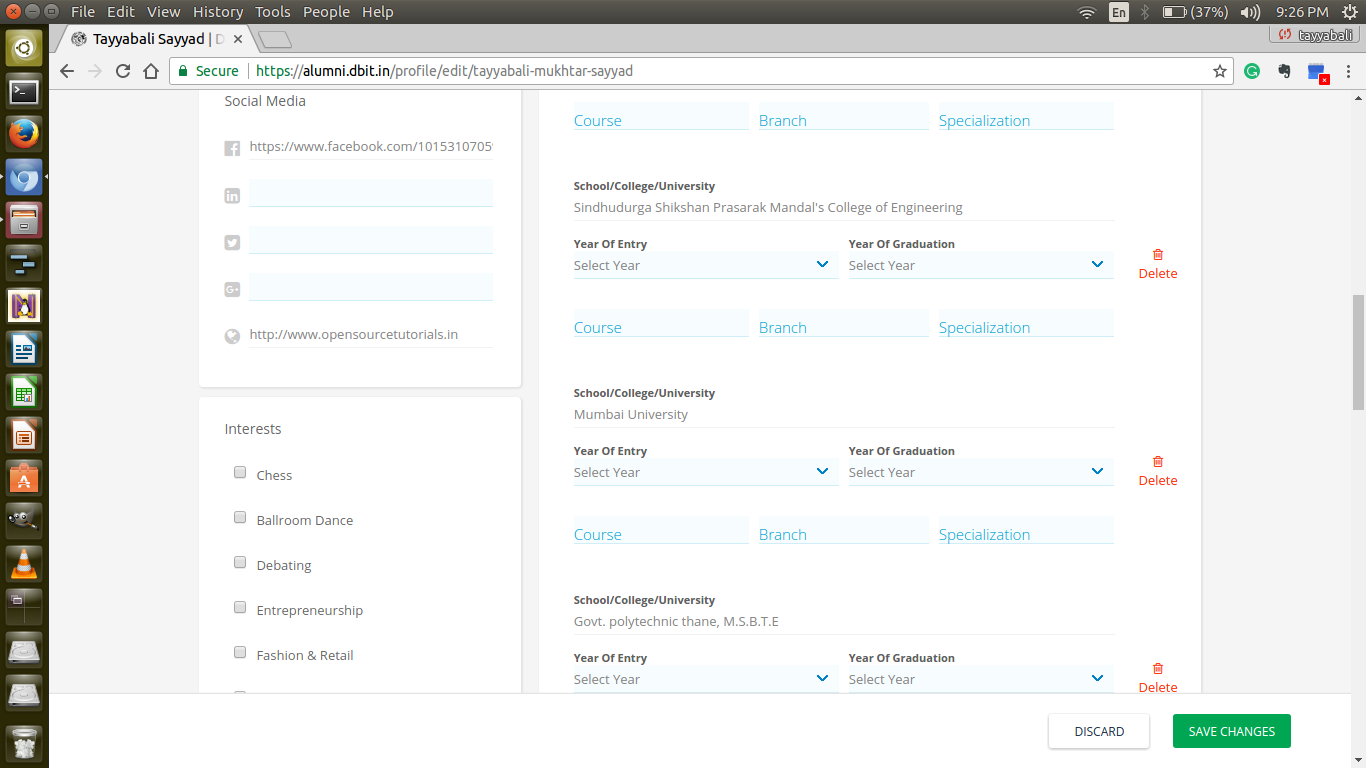 File Edit View History Tools People Help
En (37%) 9:26 PM
Tayyabali Sayyad | D
tayyabali
Secure https://alumni.dbit.in/profile/edit/tayyabali-mukhtar-sayyad
Social Media
https://www.facebook.com/1015310705
http://www.opensourcetutorials.in
Interests
Chess
Ballroom Dance
Debating
Entrepreneurship
Fashion & Retail
Course Branch Specialization
School/College/University
Sindhudurga Shikshan Prasarak Mandal's College of Engineering
Year Of Entry Year Of Graduation
Select Year Select Year
Delete
Course Branch Specialization
School/College/University
Mumbai University
Year Of Entry Year Of Graduation
Select Year Select Year
Delete
Course Branch Specialization
School/College/University
Govt. polytechnic thane, M.S.B.T.E
Year Of Entry Year Of Graduation
Select Year Select Year
Delete
DISCARD SAVE CHANGES